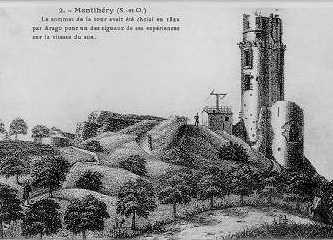 2. - Montlhéry (S.-et-O.)
Le sommet de la tour avait été choisi en 1822
par Arago pour un des signaux de ses expériences
sur la vitesse du son.